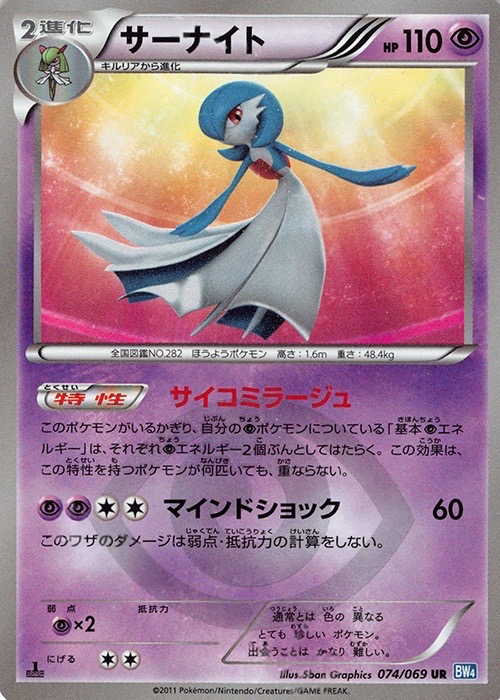 2進化 サーナイト HP110
キルリアから進化
全国図鑑NO.282 ほうようポケモン 高さ:1.6m 重さ:48.4kg
とくせい
特性 サイコミラージュ
このポケモンがいるかぎり、自分のポケモンについている「基本エネルギー」は、それぞれエネルギー2個ぶんとしてはたらく。この効果は、この特性を持つポケモンが何匹いても、重ならない。
マインドショック 60
このワザのダメージは弱点・抵抗力の計算をしない。
弱点 抵抗力
×2
にげる
通常とは 色の 異なる
とても 珍しい ポケモン。
出会うことは かなり 難しい。
Illus.5ban Graphics 074/069 UR BW4
©2011 Pokémon/Nintendo/Creatures/GAME FREAK.